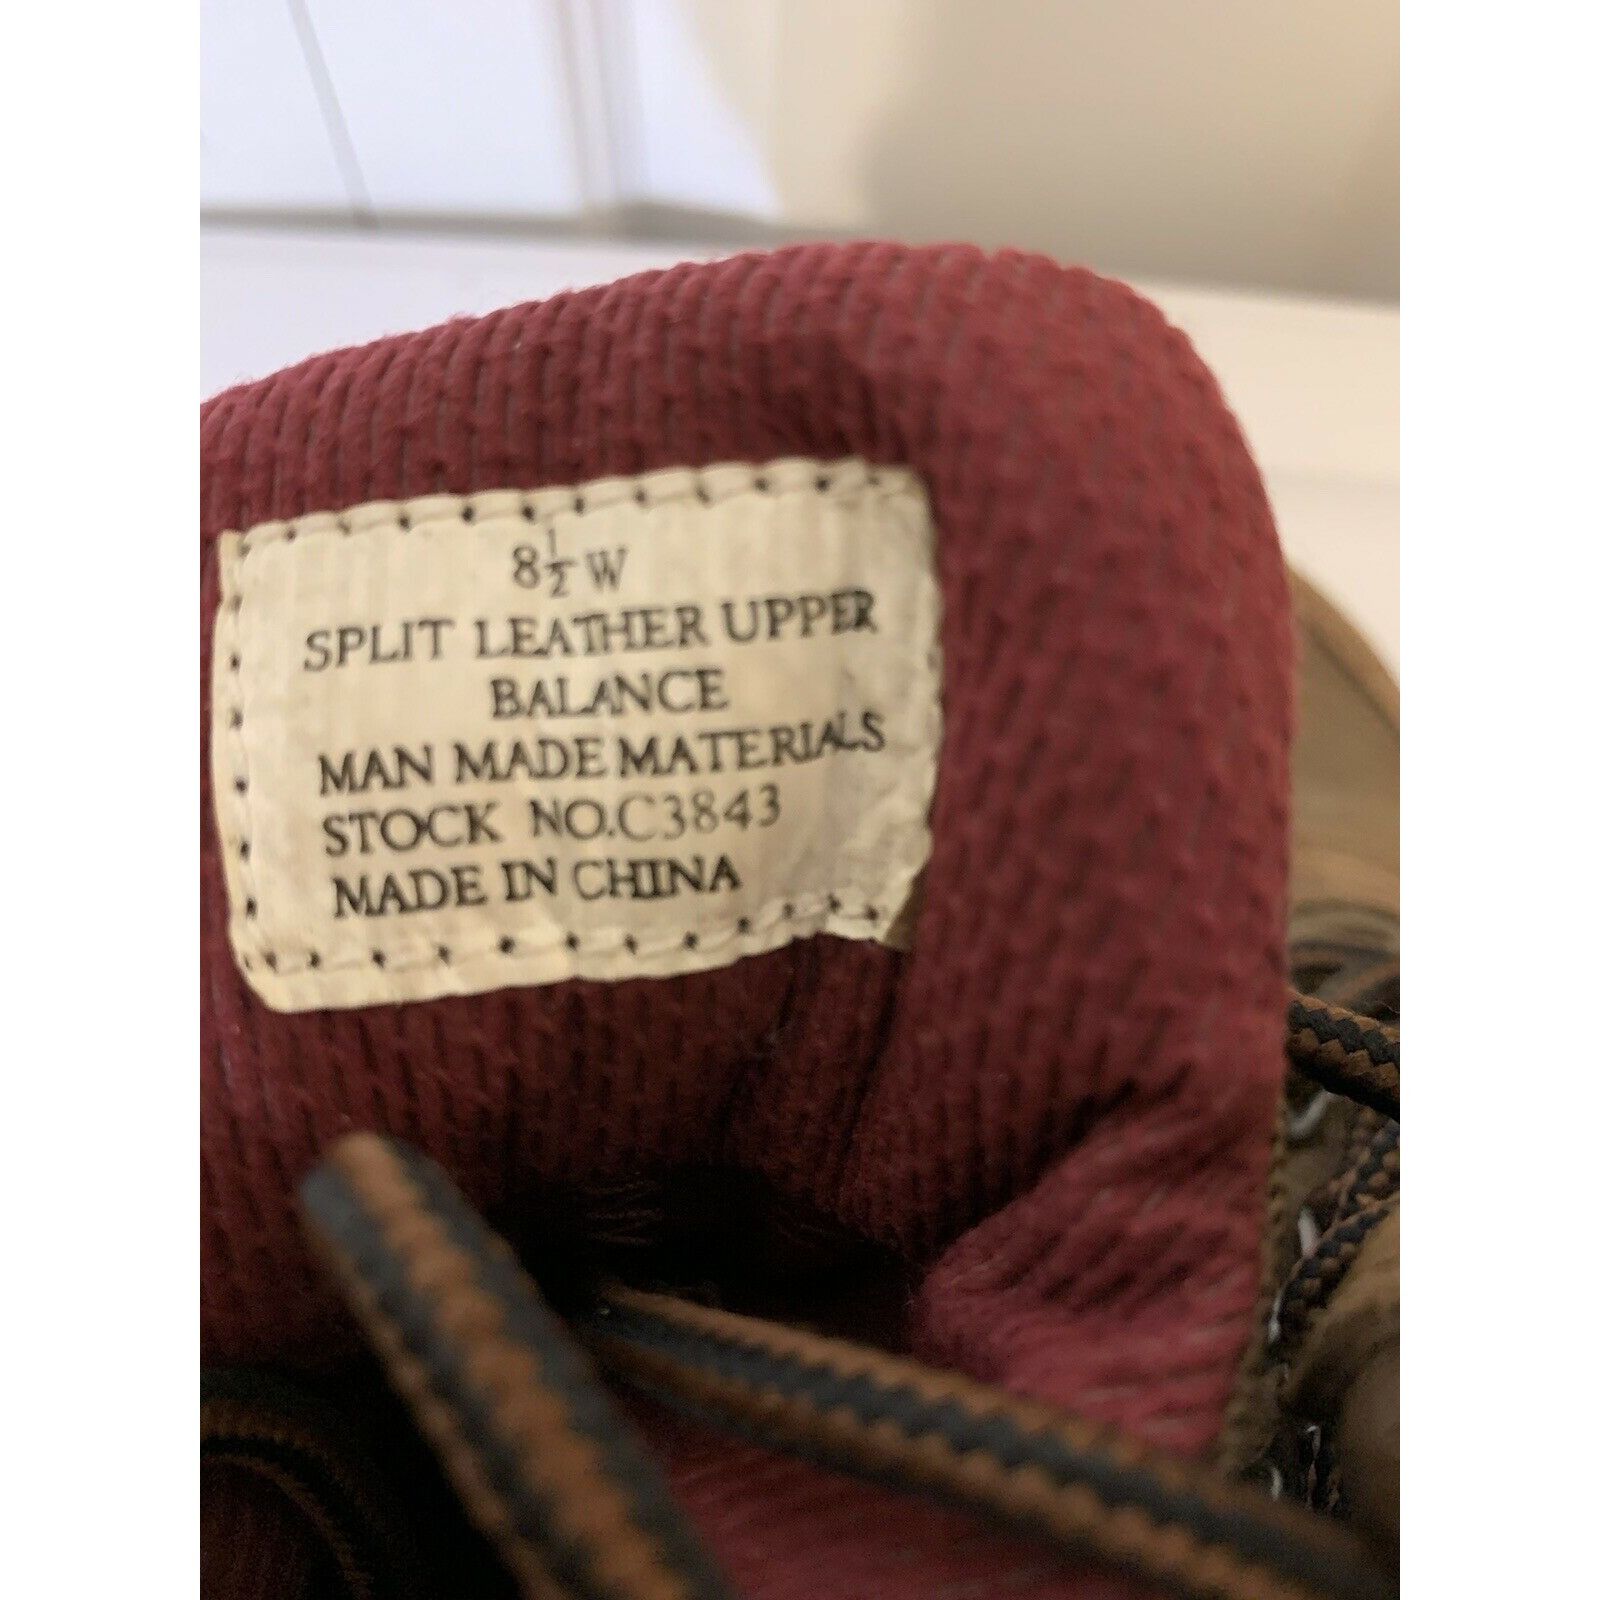 8½ W
SPLIT LEATHER UPPER
BALANCE
MAN MADE MATERIALS
STOCK NO.C3843
MADE IN CHINA